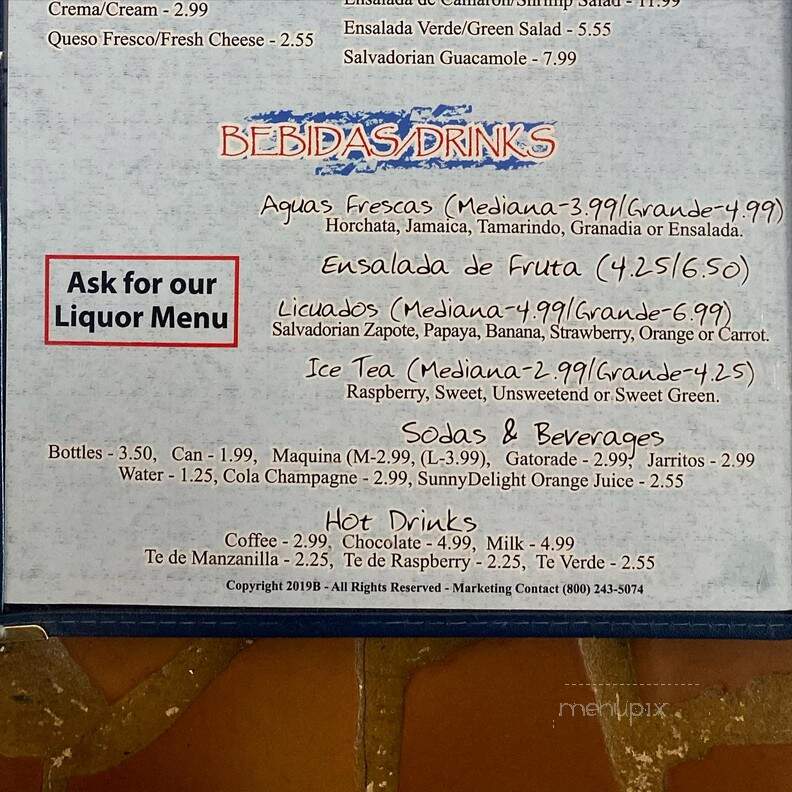 Crema/Cream - 2.99
Queso Fresco/Fresh Cheese - 2.55
Ensalada de Camaron/Shrimp Salad - 11.99
Ensalada Verde/Green Salad - 5.55
Salvadorian Guacamole - 7.99
BEBIDAS/DRINKS
Aguas Frescas (Mediana-3.99/Grande-4.99)
Horchata, Jamaica, Tamarindo, Granadia or Ensalada.
Ensalada de Fruta (4.25/6.50)
Ask for our
Liquor Menu
Licuados (Mediana-4.99/Grande-6.99)
Salvadorian Zapote, Papaya, Banana, Strawberry, Orange or Carrot.
Ice Tea (Mediana-2.99/Grande-4.25)
Raspberry, Sweet, Unsweetend or Sweet Green.
Sodas & Beverages
Bottles - 3.50, Can - 1.99, Maquina (M-2.99, (L-3.99), Gatorade - 2.99, Jarritos - 2.99
Water - 1.25, Cola Champagne - 2.99, SunnyDelight Orange Juice - 2.55
Hot Drinks
Coffee - 2.99, Chocolate - 4.99, Milk - 4.99
Te de Manzanilla - 2.25, Te de Raspberry - 2.25, Te Verde - 2.55
Copyright 2019B - All Rights Reserved - Marketing Contact (800) 243-5074
menupix